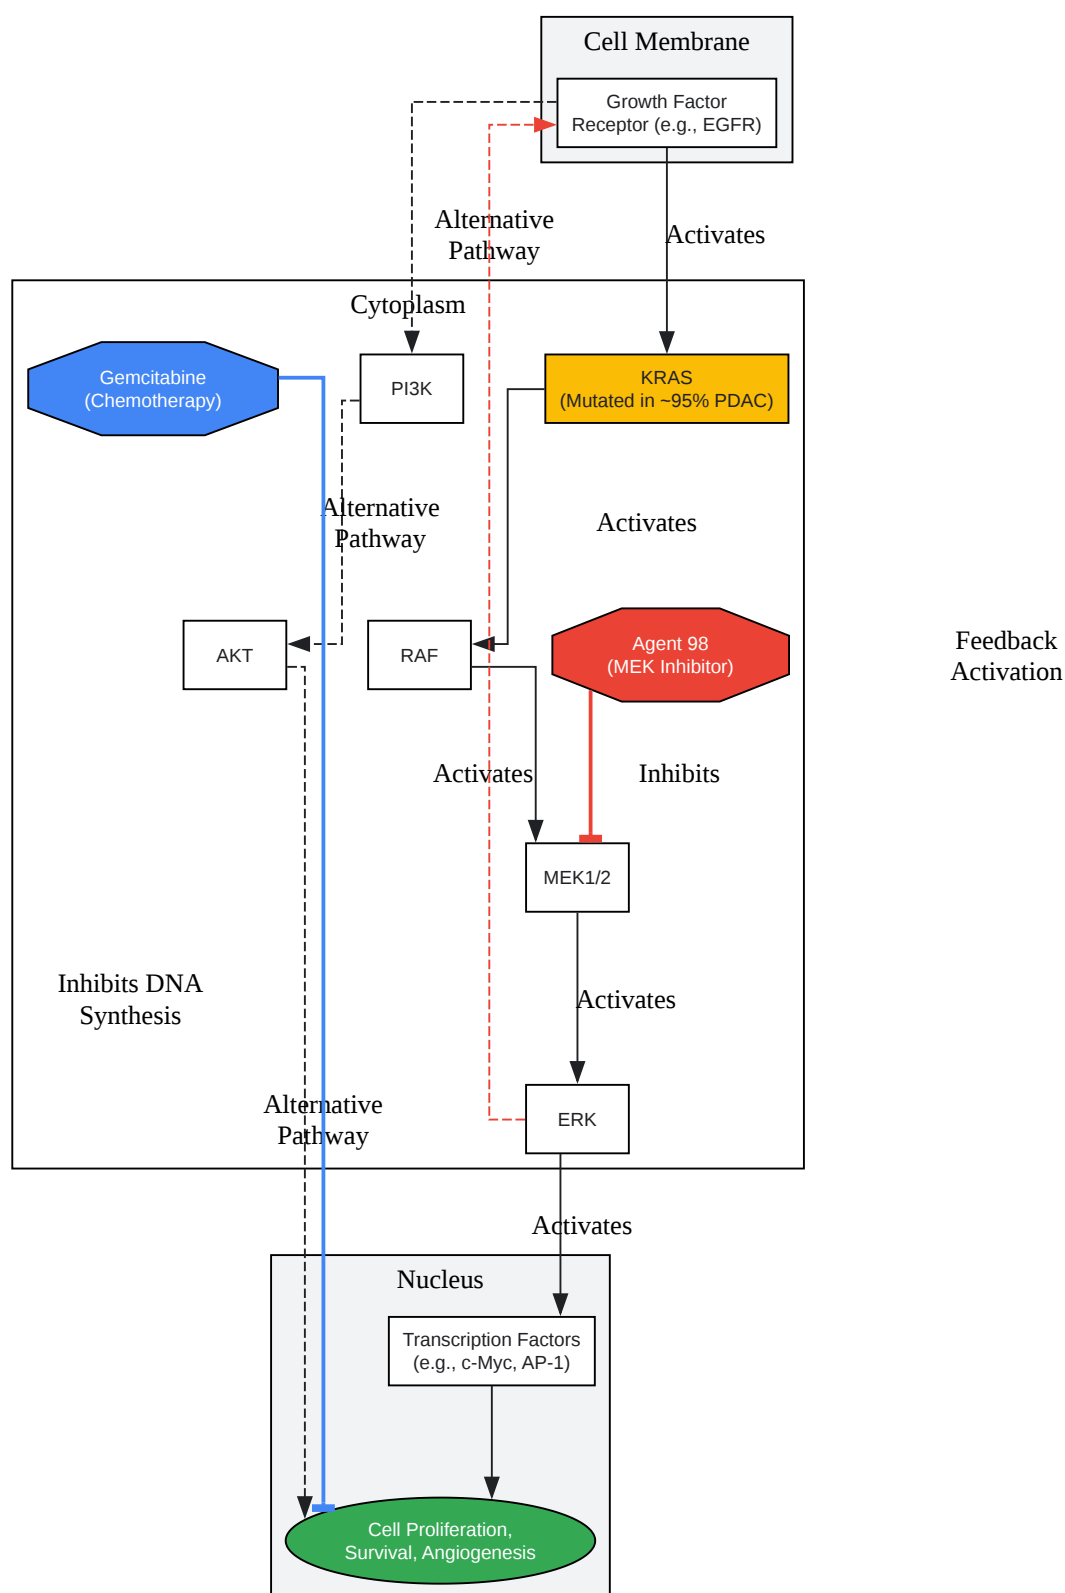 Cell Membrane
Growth Factor
Receptor (e.g., EGFR)
Alternative
Pathway
Activates
Cytoplasm
Gemcitabine
(Chemotherapy)
PI3K
KRAS
(Mutated in ~95% PDAC)
Alternative
Pathway
Activates
AKT
RAF
Agent 98
(MEK Inhibitor)
Feedback
Activation
Activates
Inhibits
MEK1/2
Inhibits DNA
Synthesis
Activates
Alternative
Pathway
ERK
Activates
Nucleus
Transcription Factors
(e.g., c-Myc, AP-1)
Cell Proliferation,
Survival, Angiogenesis